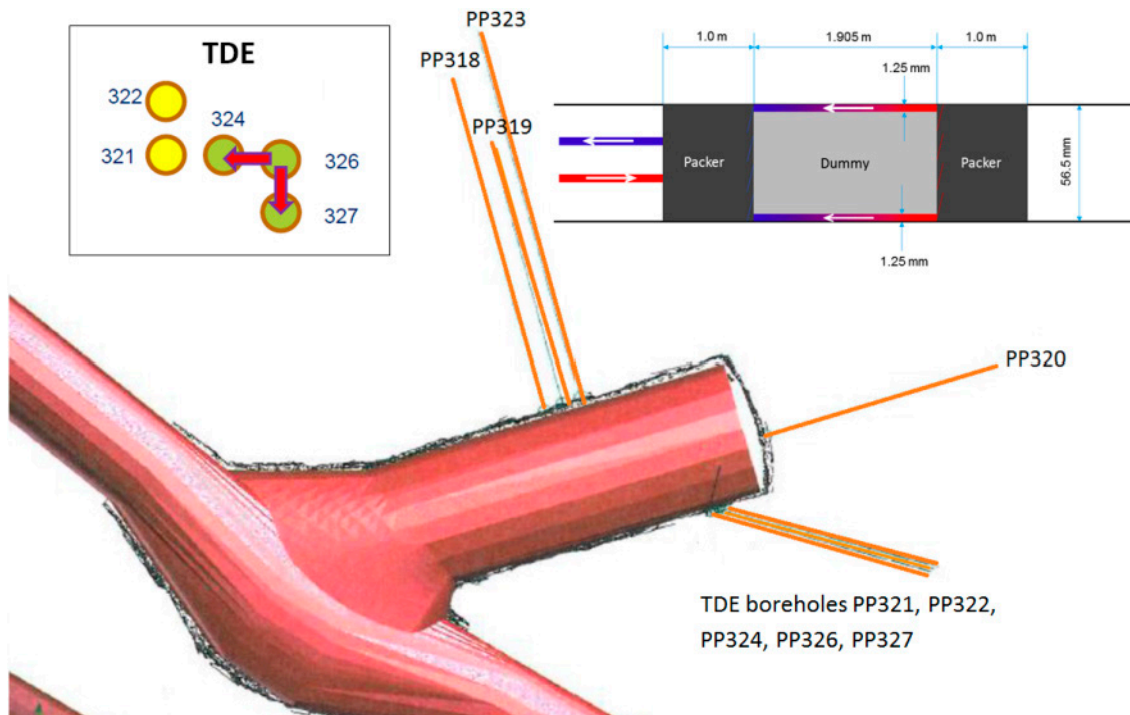 TDE
322
324
321
326
327
PP323
PP318
PP319
1.0 m
1.905 m
1.0 m
1.25 mm
Packer
Dummy
Packer
56.5 mm
1.25 mm
PP320
TDE boreholes PP321, PP322,
PP324, PP326, PP327